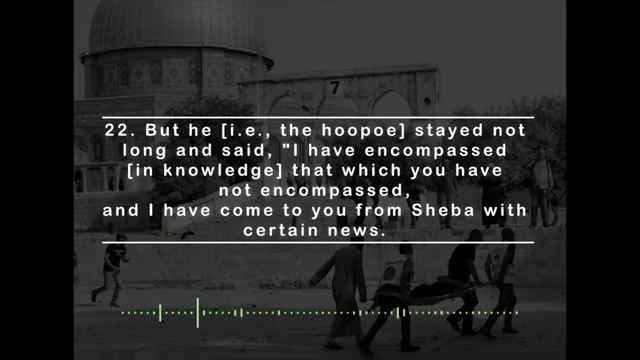 7
22. But he [i.e., the hoopoe] stayed not
long and said, "I have encompassed
[in knowledge] that which you have
not encompassed,
and I have come to you from Sheba with
certain news.